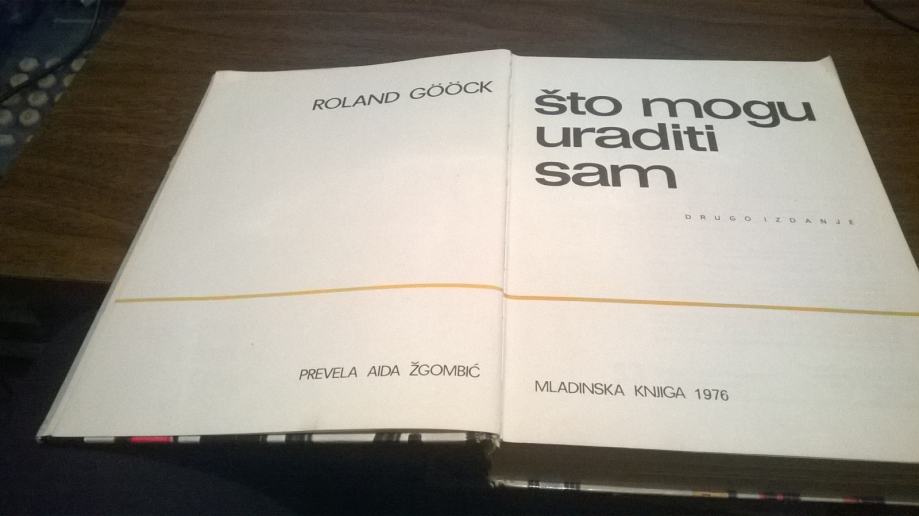 ROLAND GÖÖCK
PREVELA AIDA ŽGOMBIĆ
što mogu
uraditi
sam
DRUGO IZDANJE
MLADINSKA KNJIGA 1976